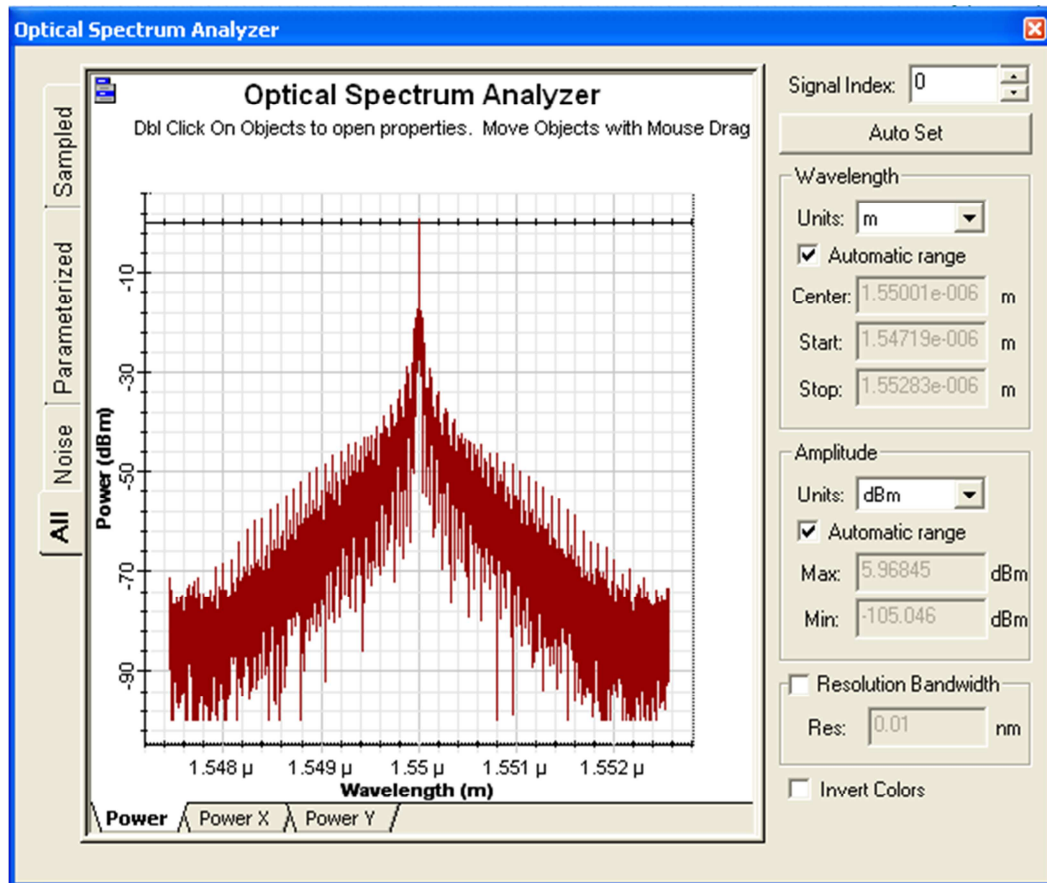 Optical Spectrum Analyzer
Optical Spectrum Analyzer
Dbl Click On Objects to open properties.  Move Objects with Mouse Drag
Sampled
Parameterized
Noise
All
Power (dBm)
-10
-30
-50
-70
-90
1.548 µ
1.549 µ
1.55 µ
1.551 µ
1.552 µ
Wavelength (m)
Power
Power X
Power Y
Signal Index: 0
Auto Set
Wavelength
Units: m
Automatic range
Center: 1.55001e-006 m
Start: 1.54719e-006 m
Stop: 1.55283e-006 m
Amplitude
Units: dBm
Automatic range
Max: 5.96845 dBm
Min: -105.046 dBm
Resolution Bandwidth
Res: 0.01 nm
Invert Colors